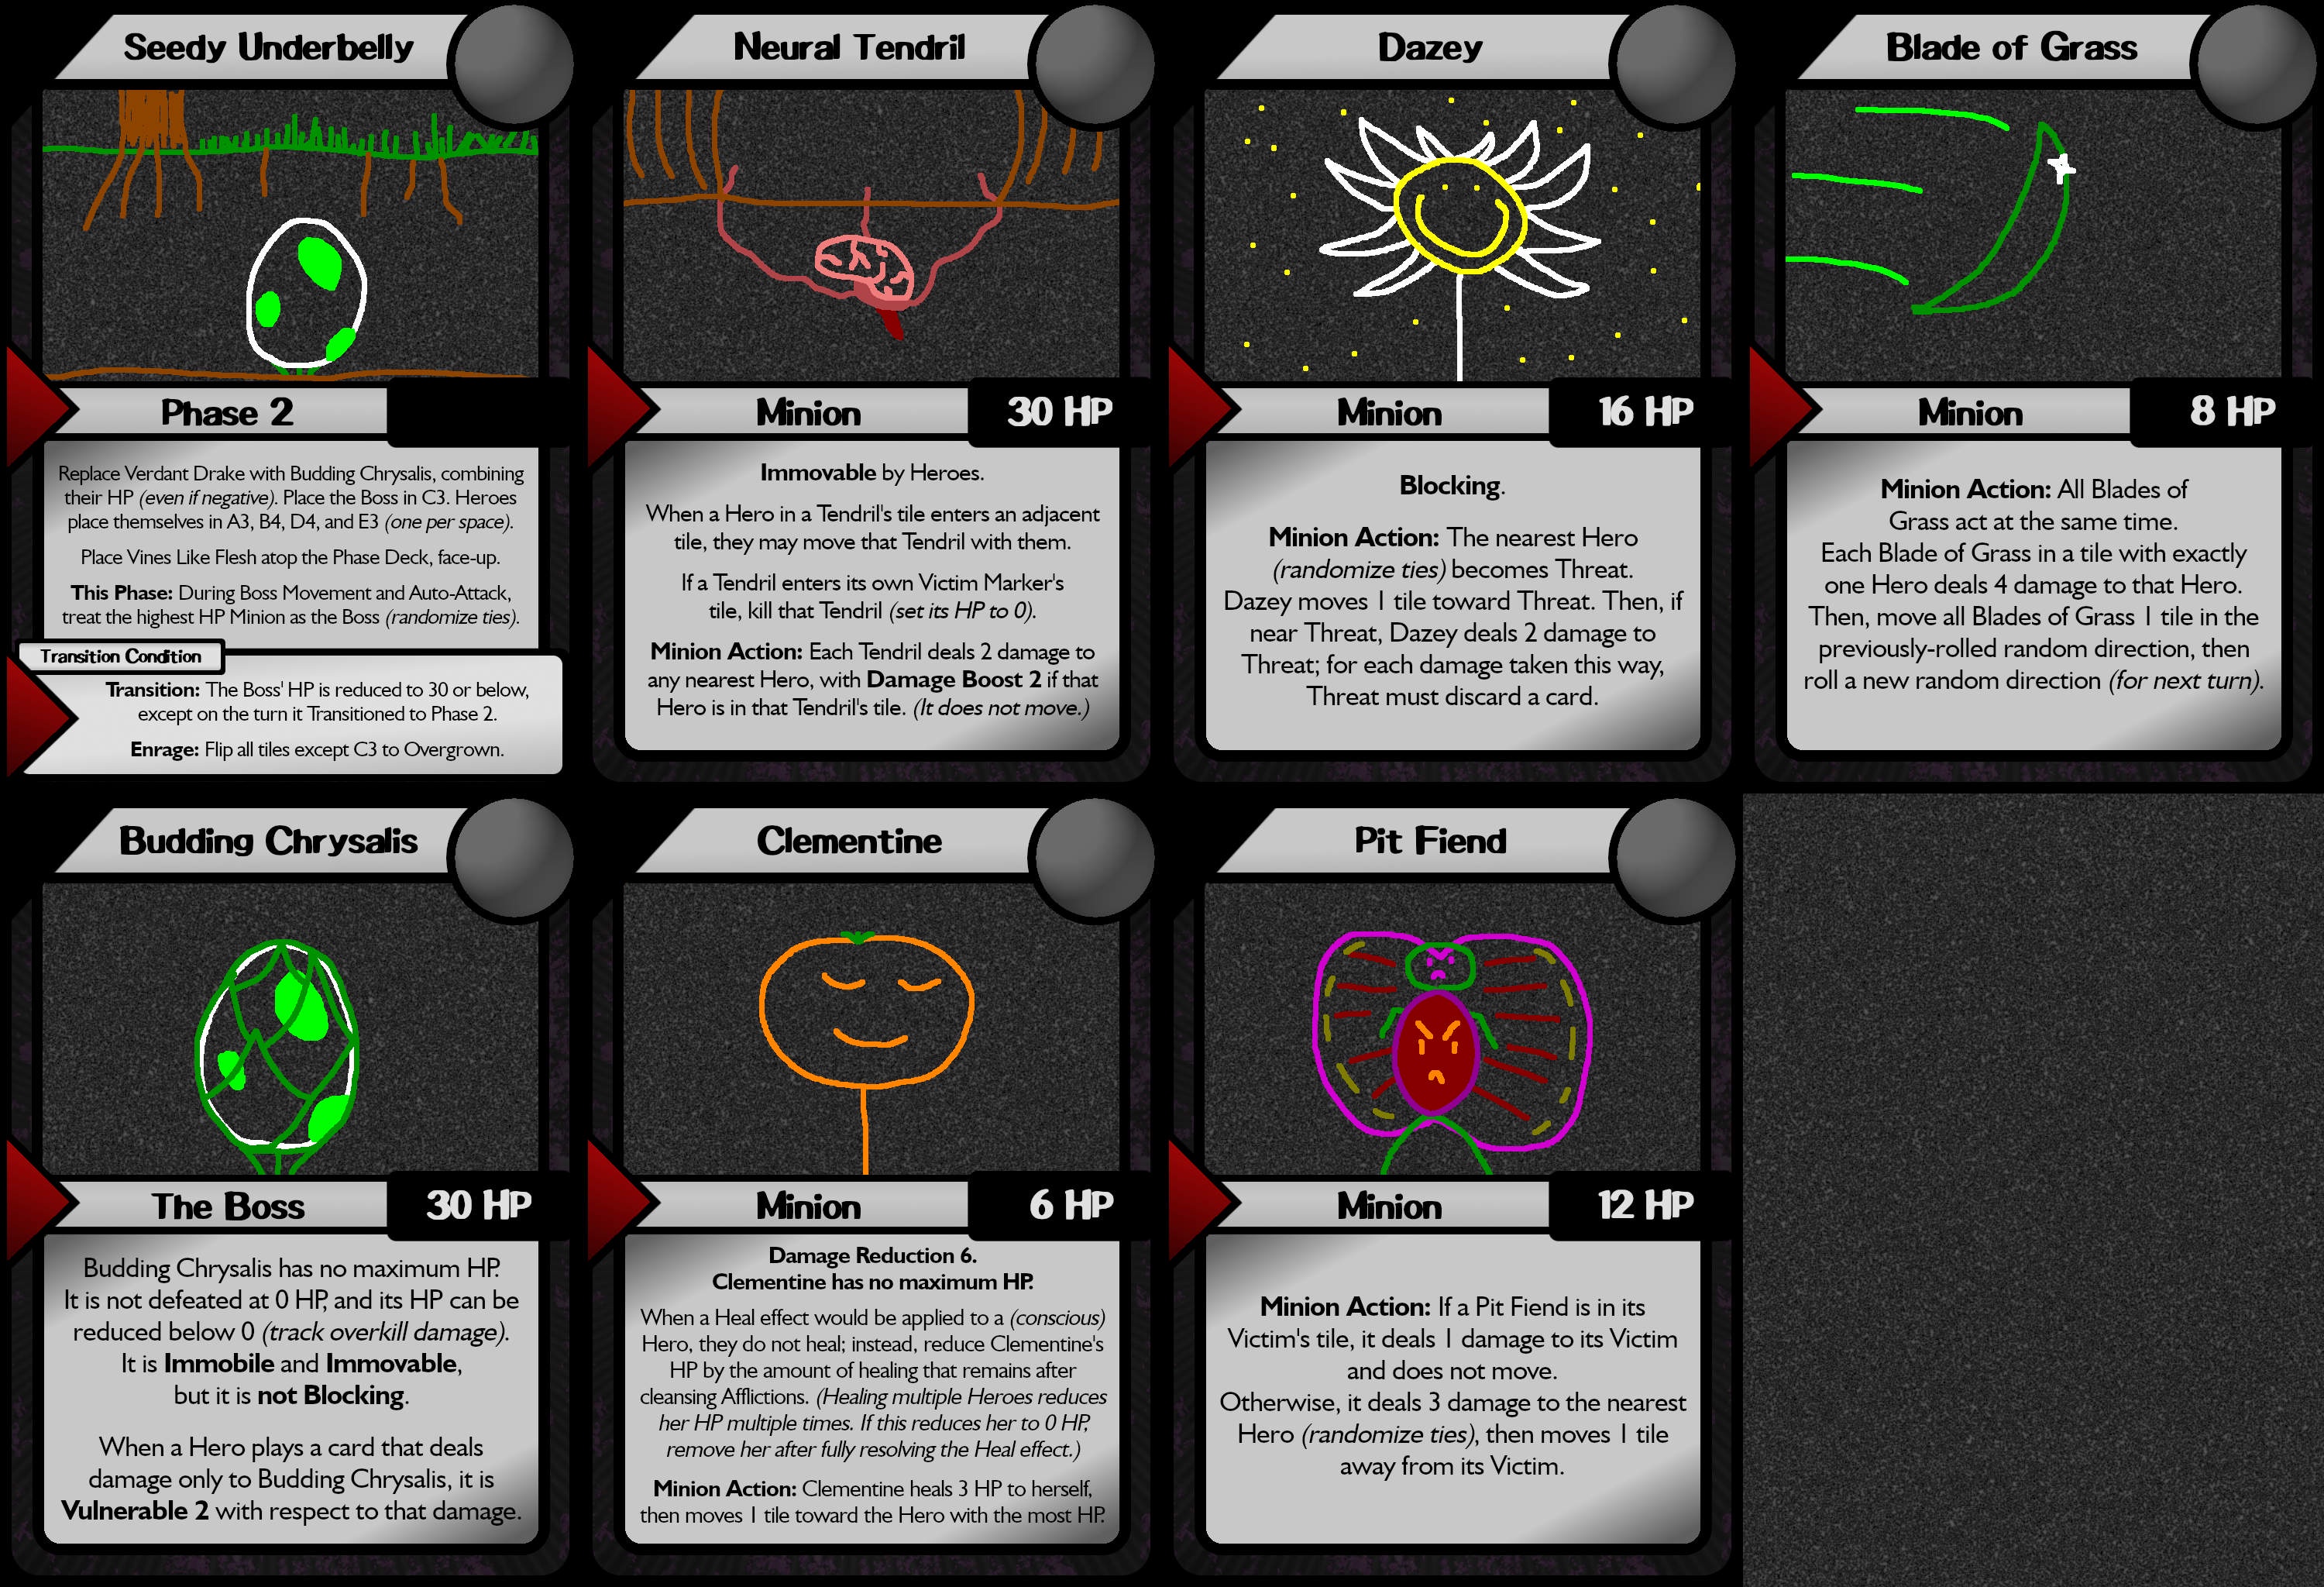 Seedy Underbelly
Phase 2
Replace Verdant Drake with Budding Chrysalis, combining
their HP (even if negative). Place the Boss in C3. Heroes
place themselves in A3, B4, D4, and E3 (one per space).
Place Vines Like Flesh atop the Phase Deck, face-up.
This Phase: During Boss Movement and Auto-Attack,
treat the highest HP Minion as the Boss (randomize ties).
Transition Condition
Transition: The Boss' HP is reduced to 30 or below,
except on the turn it Transitioned to Phase 2.
Enrage: Flip all tiles except C3 to Overgrown.
Neural Tendril
Minion
30 HP
Immovable by Heroes.
When a Hero in a Tendril's tile enters an adjacent
tile, they may move that Tendril with them.
If a Tendril enters its own Victim Marker's
tile, kill that Tendril (set its HP to 0).
Minion Action: Each Tendril deals 2 damage to
any nearest Hero, with Damage Boost 2 if that
Hero is in that Tendril's tile. (It does not move.)
Dazey
Minion
16 HP
Blocking.
Minion Action: The nearest Hero
(randomize ties) becomes Threat.
Dazey moves 1 tile toward Threat. Then, if
near Threat, Dazey deals 2 damage to
Threat; for each damage taken this way,
Threat must discard a card.
Blade of Grass
Minion
8 HP
Minion Action: All Blades of
Grass act at the same time.
Each Blade of Grass in a tile with exactly
one Hero deals 4 damage to that Hero.
Then, move all Blades of Grass 1 tile in the
previously-rolled random direction, then
roll a new random direction (for next turn).
Budding Chrysalis
The Boss
30 HP
Budding Chrysalis has no maximum HP.
It is not defeated at 0 HP, and its HP can be
reduced below 0 (track overkill damage).
It is Immobile and Immovable,
but it is not Blocking.
When a Hero plays a card that deals
damage only to Budding Chrysalis, it is
Vulnerable 2 with respect to that damage.
Clementine
Minion
6 HP
Damage Reduction 6.
Clementine has no maximum HP.
When a Heal effect would be applied to a (conscious)
Hero, they do not heal; instead, reduce Clementine's
HP by the amount of healing that remains after
cleansing Afflictions. (Healing multiple Heroes reduces
her HP multiple times. If this reduces her to 0 HP,
remove her after fully resolving the Heal effect.)
Minion Action: Clementine heals 3 HP to herself,
then moves 1 tile toward the Hero with the most HP.
Pit Fiend
Minion
12 HP
Minion Action: If a Pit Fiend is in its
Victim's tile, it deals 1 damage to its Victim
and does not move.
Otherwise, it deals 3 damage to the nearest
Hero (randomize ties), then moves 1 tile
away from its Victim.